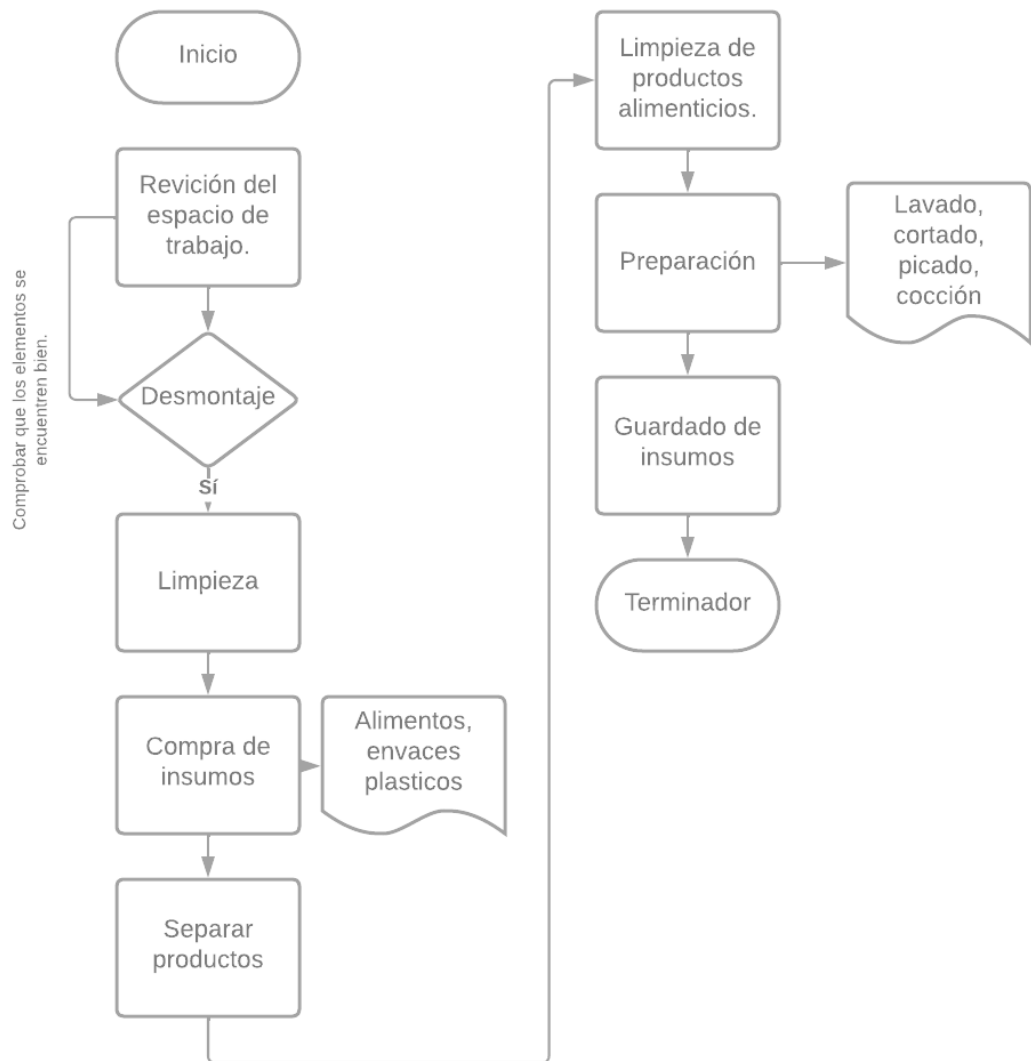 Inicio
Revición del
espacio de
trabajo.
Comprobar que los elementos se
encuentren bien.
Desmontaje
Sí
Limpieza
Compra de
insumos
Alimentos,
envaces
plasticos
Separar
productos
Limpieza de
productos
alimenticios.
Preparación
Lavado,
cortado,
picado,
cocción
Guardado de
insumos
Terminador